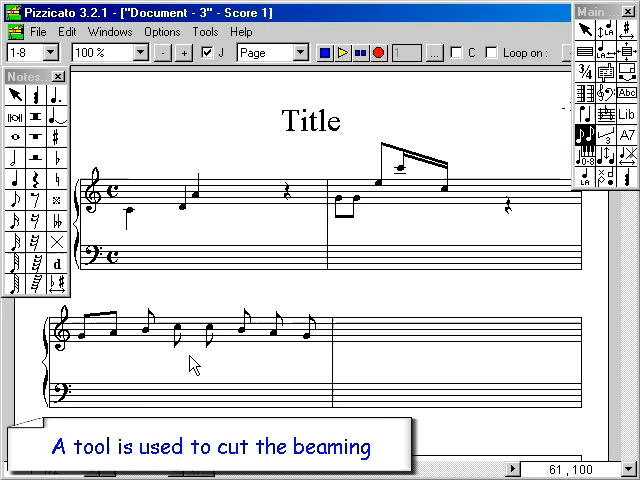 Pizzicato 3.2.1 - ["Document - 3" - Score 1]
Main
File Edit Windows Options Tools Help
1-8 100 % - + J Page 1 ... C Loop on :
Notes...
Title
Abc
Lib
A7
A tool is used to cut the beaming
61 , 100